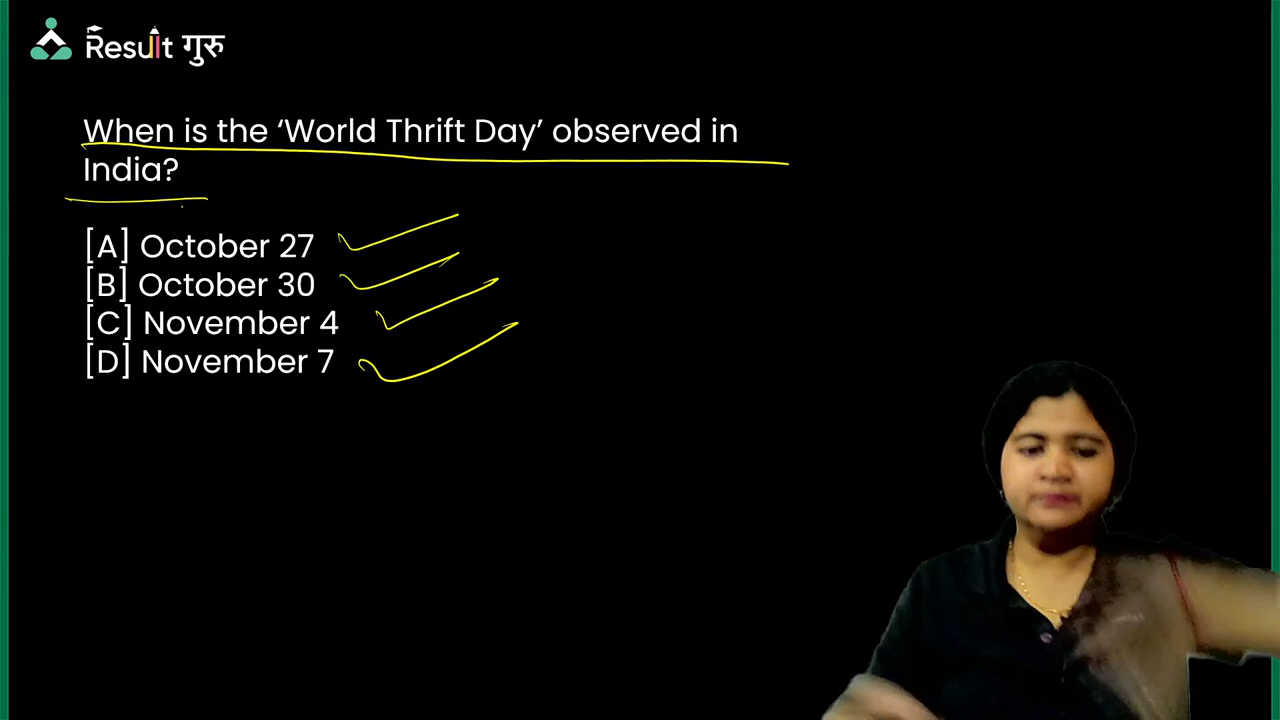 Result गुरु
When is the ‘World Thrift Day’ observed in
India?
[A] October 27
[B] October 30
[C] November 4
[D] November 7